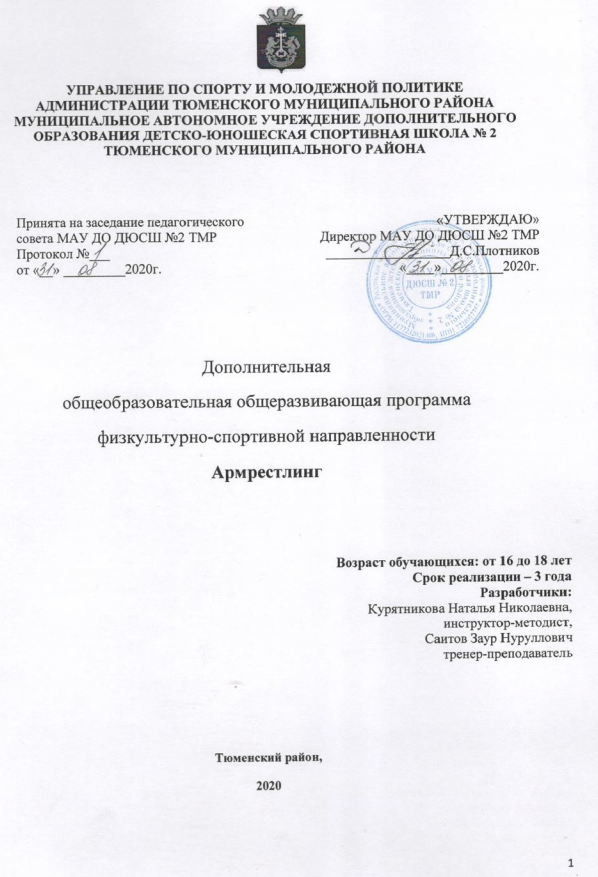 УПРАВЛЕНИЕ ПО СПОРТУ И МОЛОДЕЖНОЙ ПОЛИТИКЕ
АДМИНИСТРАЦИИ ТЮМЕНСКОГО МУНИЦИПАЛЬНОГО РАЙОНА
МУНИЦИПАЛЬНОЕ АВТОНОМНОЕ УЧРЕЖДЕНИЕ ДОПОЛНИТЕЛЬНОГО
ОБРАЗОВАНИЯ ДЕТСКО-ЮНОШЕСКАЯ СПОРТИВНАЯ ШКОЛА № 2
ТЮМЕНСКОГО МУНИЦИПАЛЬНОГО РАЙОНА
Принята на заседание педагогического
совета МАУ ДО ДЮСШ №2 ТМР
Протокол № 1
от «31» 08 2020г.
«УТВЕРЖДАЮ»
Директор МАУ ДО ДЮСШ №2 ТМР
Д.С.Плотников
«31» 08 2020г.
ДЮСШ № 2
ТМР
Дополнительная
общеобразовательная общеразвивающая программа
физкультурно-спортивной направленности
Армрестлинг
Возраст обучающихся: от 16 до 18 лет
Срок реализации – 3 года
Разработчики:
Курятникова Наталья Николаевна,
инструктор-методист,
Саитов Заур Нуруллович
тренер-преподаватель
Тюменский район,
2020
1